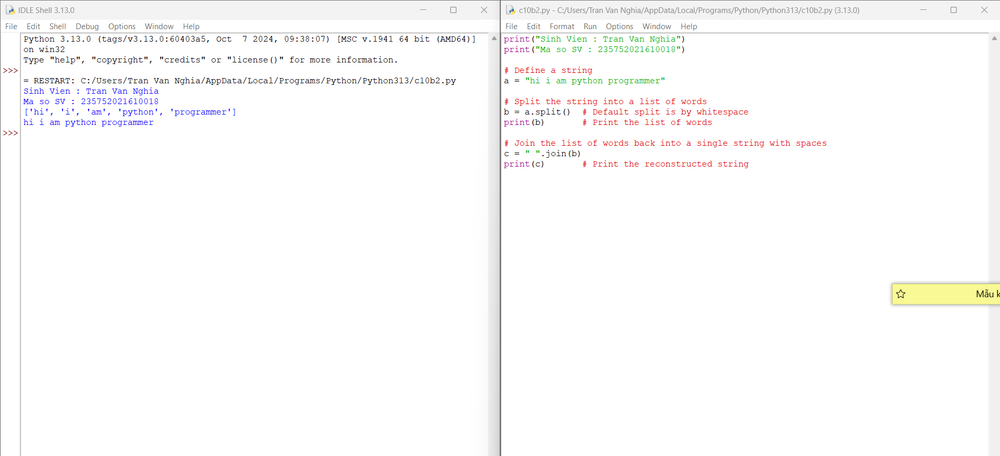 IDLE Shell 3.13.0
File Edit Shell Debug Options Window Help
Python 3.13.0 (tags/v3.13.0:60403a5, Oct  7 2024, 09:38:07) [MSC v.1941 64 bit (AMD64)]
on win32
Type "help", "copyright", "credits" or "license()" for more information.
>>>
= RESTART: C:/Users/Tran Van Nghia/AppData/Local/Programs/Python/Python313/c10b2.py
Sinh Vien : Tran Van Nghia
Ma so SV : 235752021610018
['hi', 'i', 'am', 'python', 'programmer']
hi i am python programmer
>>>
c10b2.py - C:/Users/Tran Van Nghia/AppData/Local/Programs/Python/Python313/c10b2.py (3.13.0)
File Edit Format Run Options Window Help
print("Sinh Vien : Tran Van Nghia")
print("Ma so SV : 235752021610018")
# Define a string
a = "hi i am python programmer"
# Split the string into a list of words
b = a.split()  # Default split is by whitespace
print(b)       # Print the list of words
# Join the list of words back into a single string with spaces
c = " ".join(b)
print(c)       # Print the reconstructed string
Mẫu k